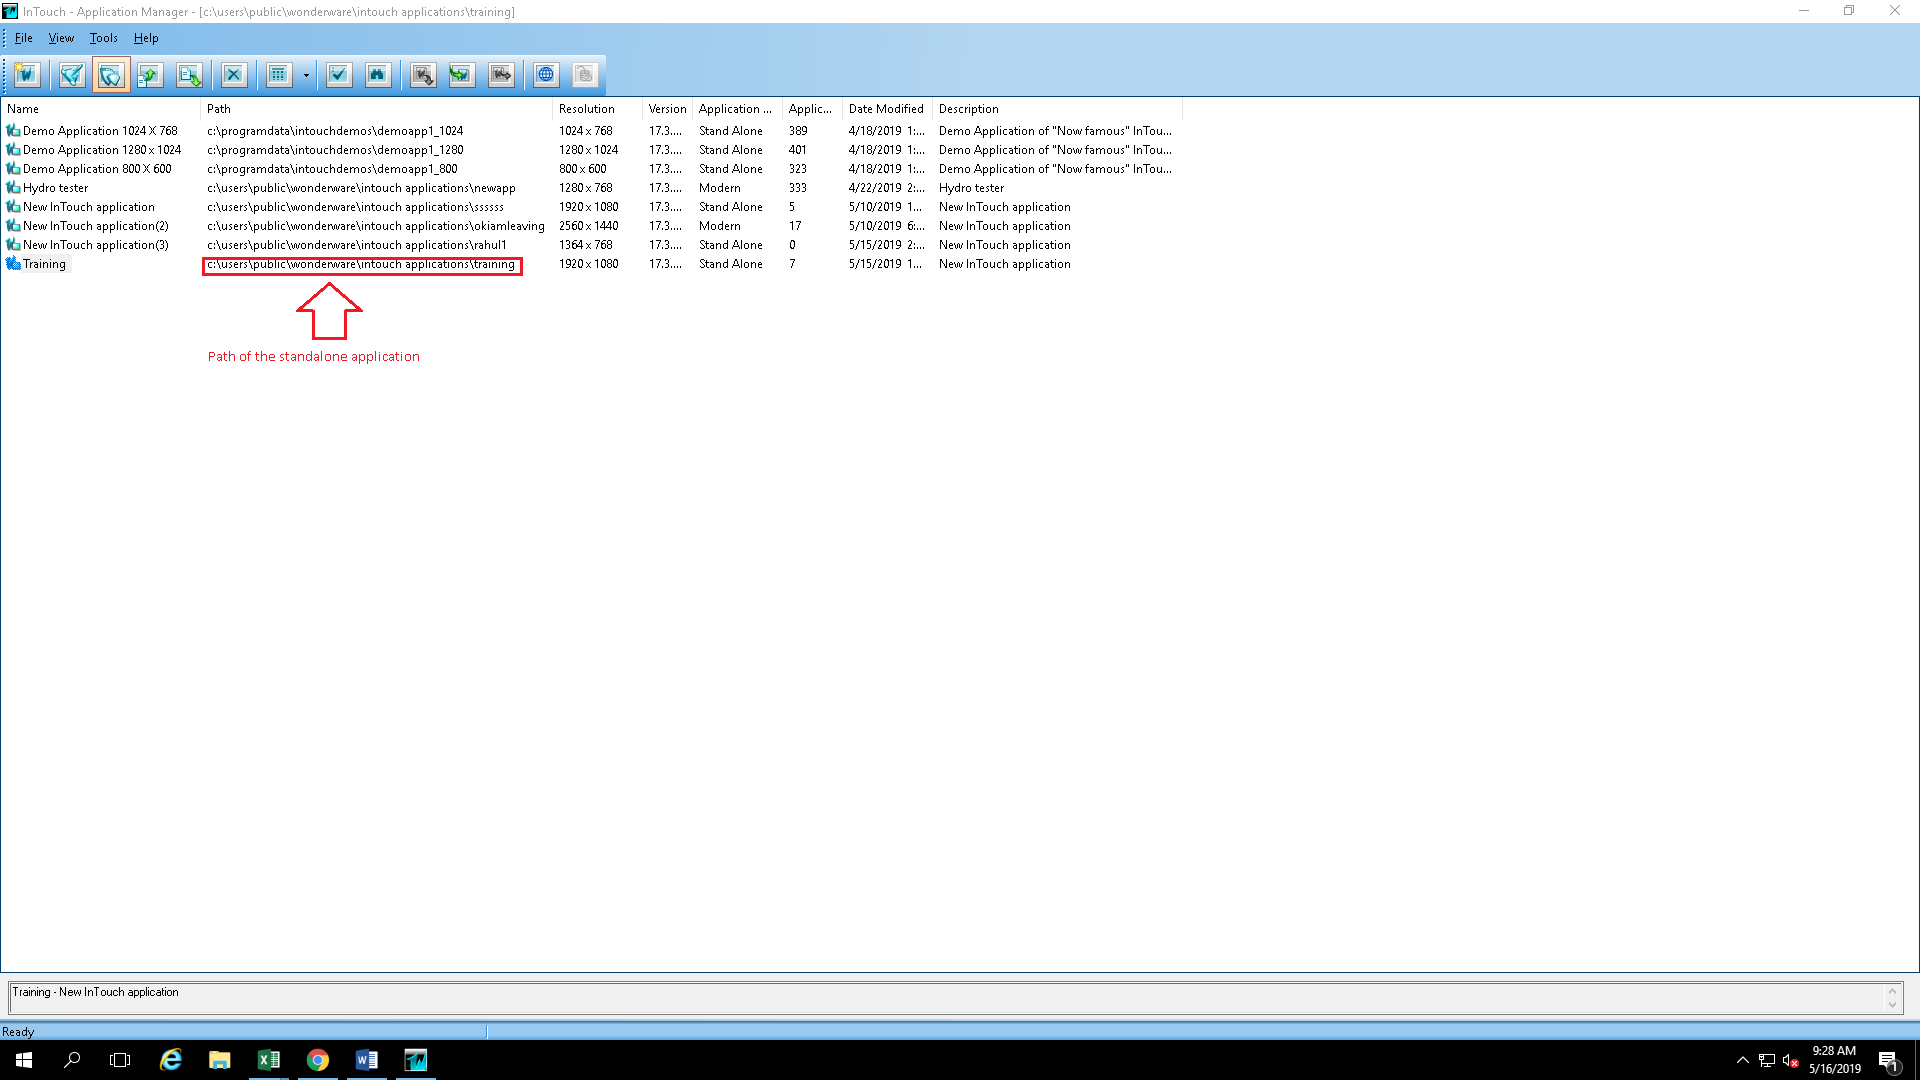 InTouch - Application Manager - [c:\users\public\wonderware\intouch applications\training]
File View Tools Help
Name Path Resolution Version Application ... Applic... Date Modified Description
Demo Application 1024 X 768 c:\programdata\intouchdemos\demoapp1_1024 1024 x 768 17.3.... Stand Alone 389 4/18/2019 1:... Demo Application of "Now famous" InTou...
Demo Application 1280 x 1024 c:\programdata\intouchdemos\demoapp1_1280 1280 x 1024 17.3.... Stand Alone 401 4/18/2019 1:... Demo Application of "Now famous" InTou...
Demo Application 800 X 600 c:\programdata\intouchdemos\demoapp1_800 800 x 600 17.3.... Stand Alone 323 4/18/2019 1:... Demo Application of "Now famous" InTou...
Hydro tester c:\users\public\wonderware\intouch applications\newapp 1280 x 768 17.3.... Modern 333 4/22/2019 2:... Hydro tester
New InTouch application c:\users\public\wonderware\intouch applications\ssssss 1920 x 1080 17.3.... Stand Alone 5 5/10/2019 1... New InTouch application
New InTouch application(2) c:\users\public\wonderware\intouch applications\okiamleaving 2560 x 1440 17.3.... Modern 17 5/10/2019 6:... New InTouch application
New InTouch application(3) c:\users\public\wonderware\intouch applications\rahul1 1364 x 768 17.3.... Stand Alone 0 5/15/2019 2:... New InTouch application
Training c:\users\public\wonderware\intouch applications\training 1920 x 1080 17.3.... Stand Alone 7 5/15/2019 1... New InTouch application
Path of the standalone application
Training - New InTouch application
Ready
9:28 AM
5/16/2019
1